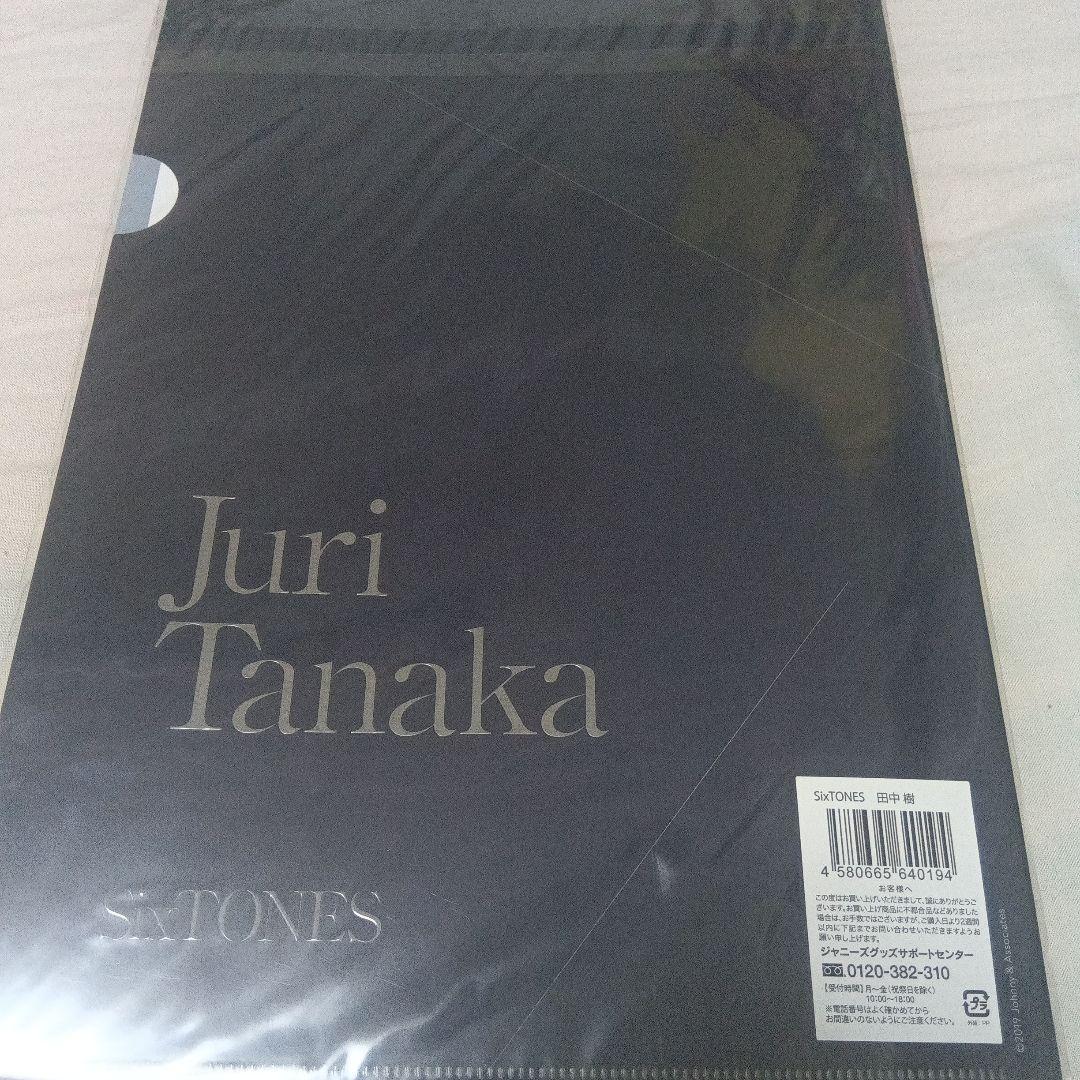 Juri
Tanaka
SixTONES
SixTONES 田中 樹
4 580665 640194
お客様へ
この度はお買い上げいただきまして、誠にありがとうご
ざいます。お買い上げ商品に不都合品などありました
場合は、お手数ではございますが、ご購入日より2週間
以内に下記までお問い合わせいただきますようお
願い申し上げます。
ジャニーズグッズサポートセンター
0120-382-310
【受付時間】月〜金(祝祭日を除く)
10:00〜18:00
※電話番号はよく確かめてから
お間違いのないようにご注意ください。
プラ
外袋:PP
©2019 Johnny & Associates